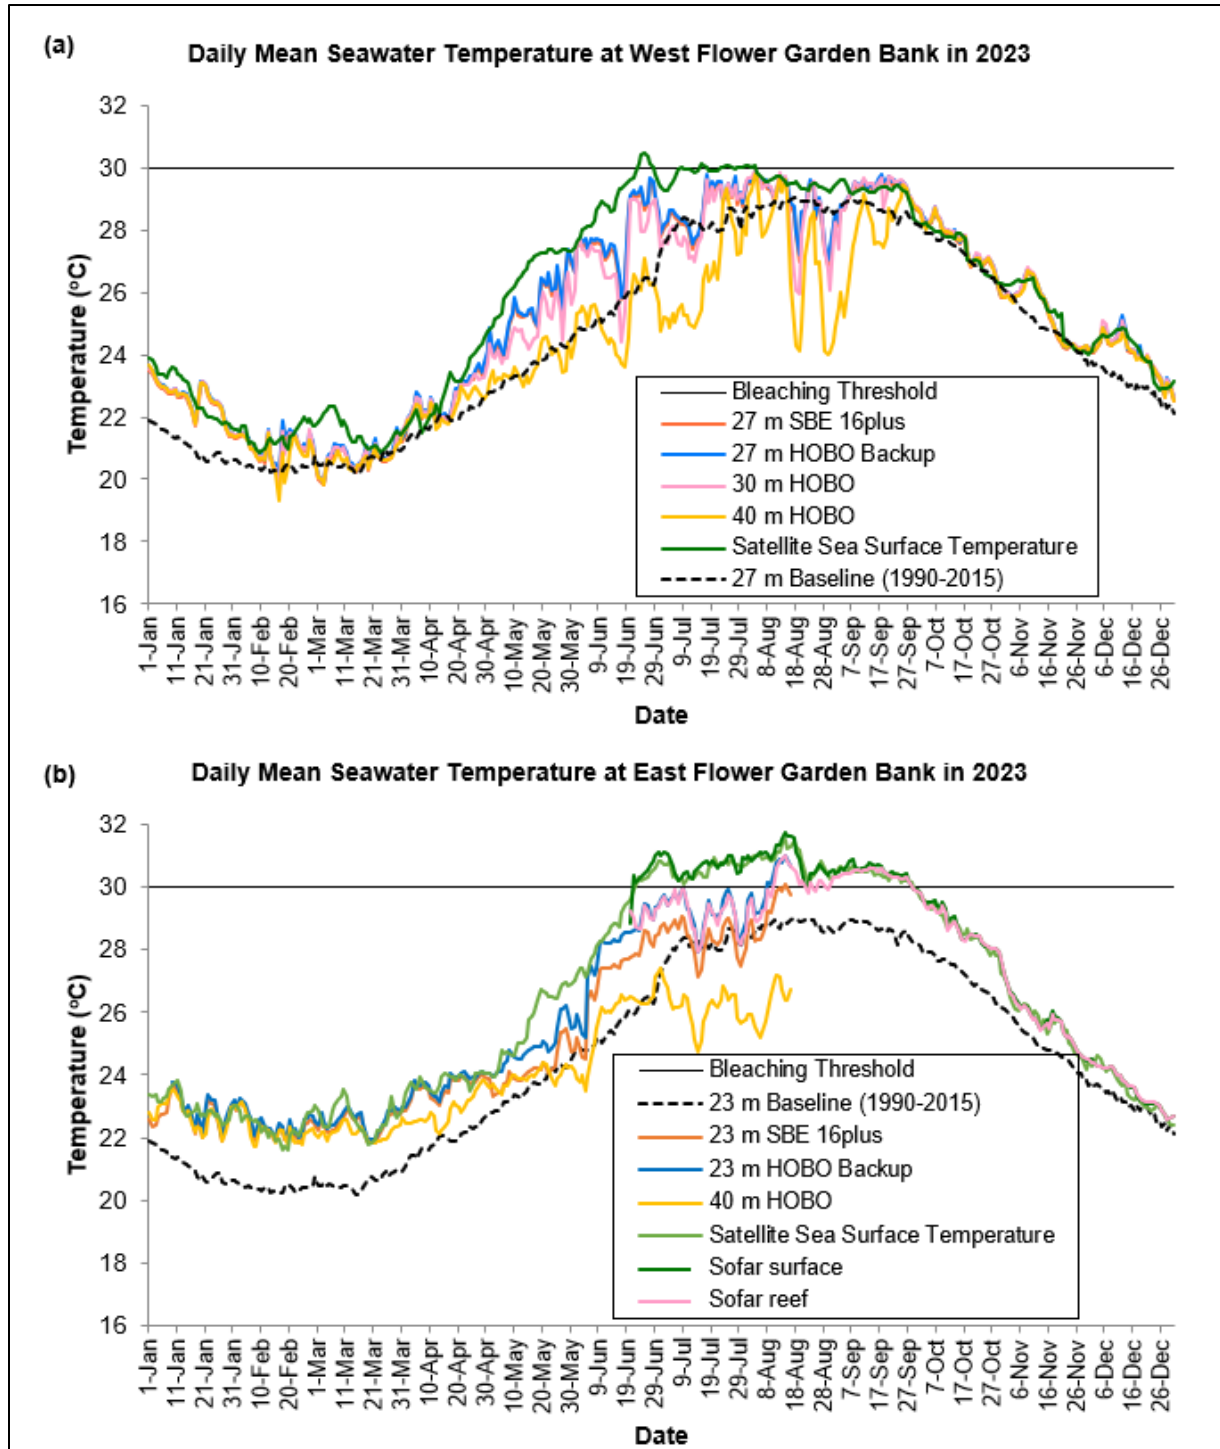 (a)
Daily Mean Seawater Temperature at West Flower Garden Bank in 2023
32
30
28
26
24
22
20
18
16
Temperature (°C)
Bleaching Threshold
27 m SBE 16plus
27 m HOBO Backup
30 m HOBO
40 m HOBO
Satellite Sea Surface Temperature
27 m Baseline (1990-2015)
1-Jan
11-Jan
21-Jan
31-Jan
10-Feb
20-Feb
1-Mar
11-Mar
21-Mar
31-Mar
10-Apr
20-Apr
30-Apr
10-May
20-May
30-May
9-Jun
19-Jun
29-Jun
9-Jul
19-Jul
29-Jul
8-Aug
18-Aug
28-Aug
7-Sep
17-Sep
27-Sep
7-Oct
17-Oct
27-Oct
6-Nov
16-Nov
26-Nov
6-Dec
16-Dec
26-Dec
Date
(b)
Daily Mean Seawater Temperature at East Flower Garden Bank in 2023
32
30
28
26
24
22
20
18
16
Temperature (°C)
Bleaching Threshold
23 m Baseline (1990-2015)
23 m SBE 16plus
23 m HOBO Backup
40 m HOBO
Satellite Sea Surface Temperature
Sofar surface
Sofar reef
1-Jan
11-Jan
21-Jan
31-Jan
10-Feb
20-Feb
1-Mar
11-Mar
21-Mar
31-Mar
10-Apr
20-Apr
30-Apr
10-May
20-May
30-May
9-Jun
19-Jun
29-Jun
9-Jul
19-Jul
29-Jul
8-Aug
18-Aug
28-Aug
7-Sep
17-Sep
27-Sep
7-Oct
17-Oct
27-Oct
6-Nov
16-Nov
26-Nov
6-Dec
16-Dec
26-Dec
Date